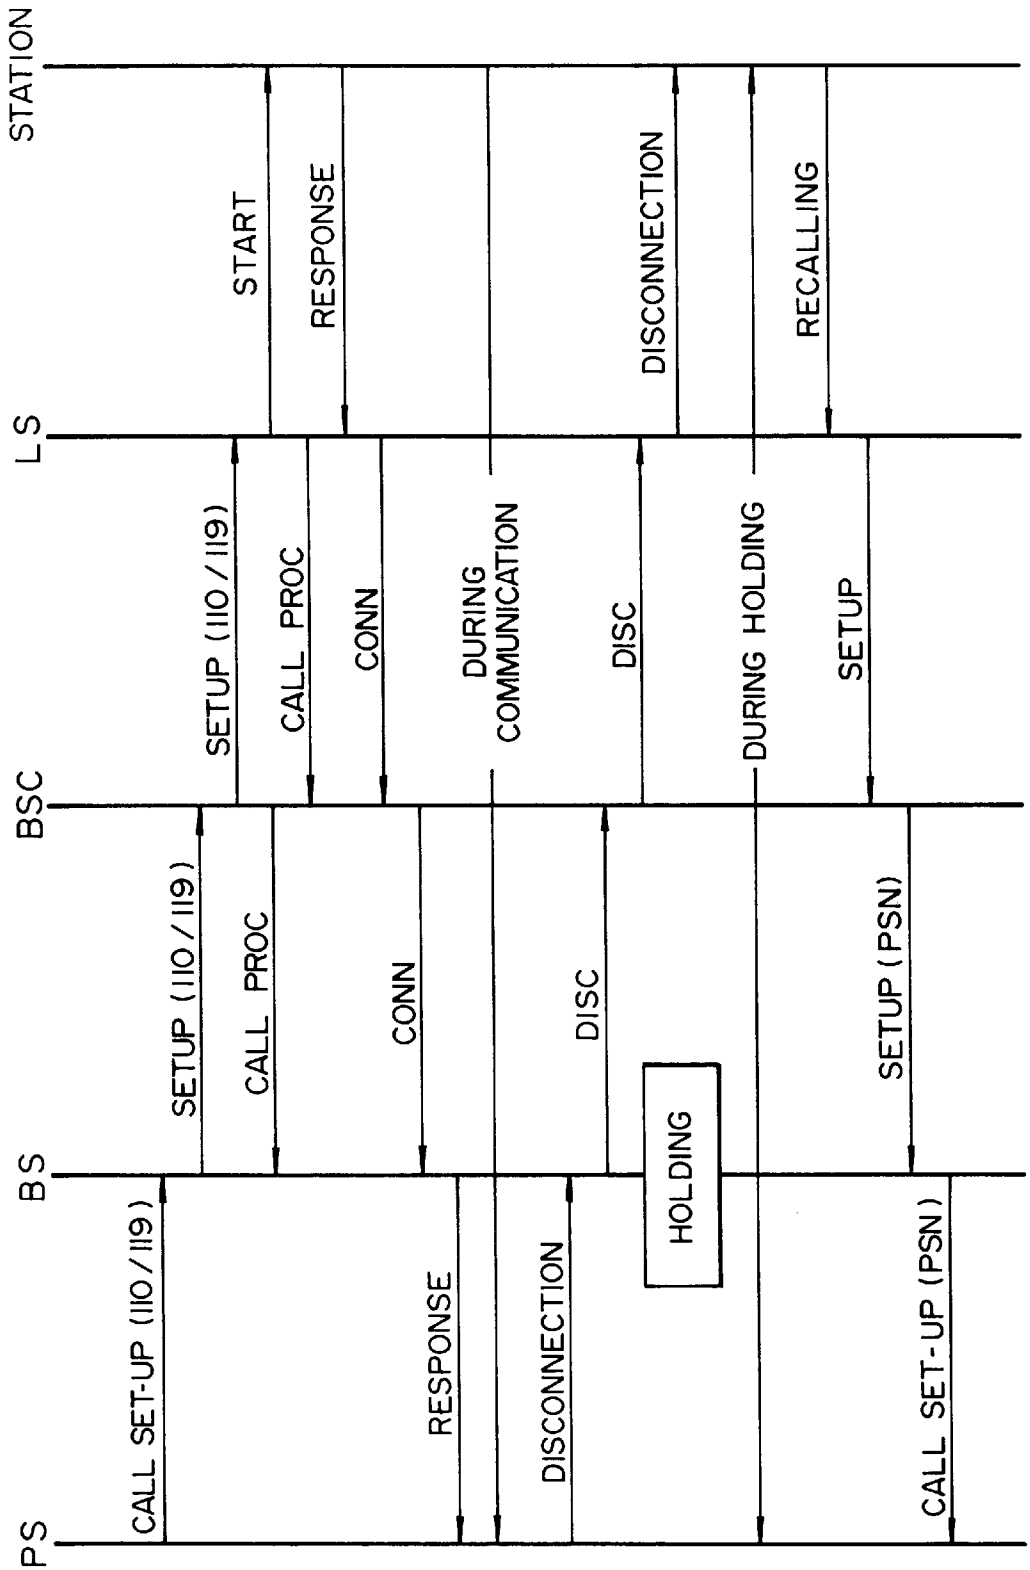 PS
BS
BSC
LS
STATION
CALL SET-UP (110/119)
SETUP (110/119)
SETUP (110/119)
START
CALL PROC
CALL PROC
RESPONSE
CONN
CONN
RESPONSE
DURING
COMMUNICATION
DISCONNECTION
DISC
DISC
DISCONNECTION
HOLDING
DURING HOLDING
RECALLING
SETUP
SETUP (PSN)
CALL SET-UP (PSN)